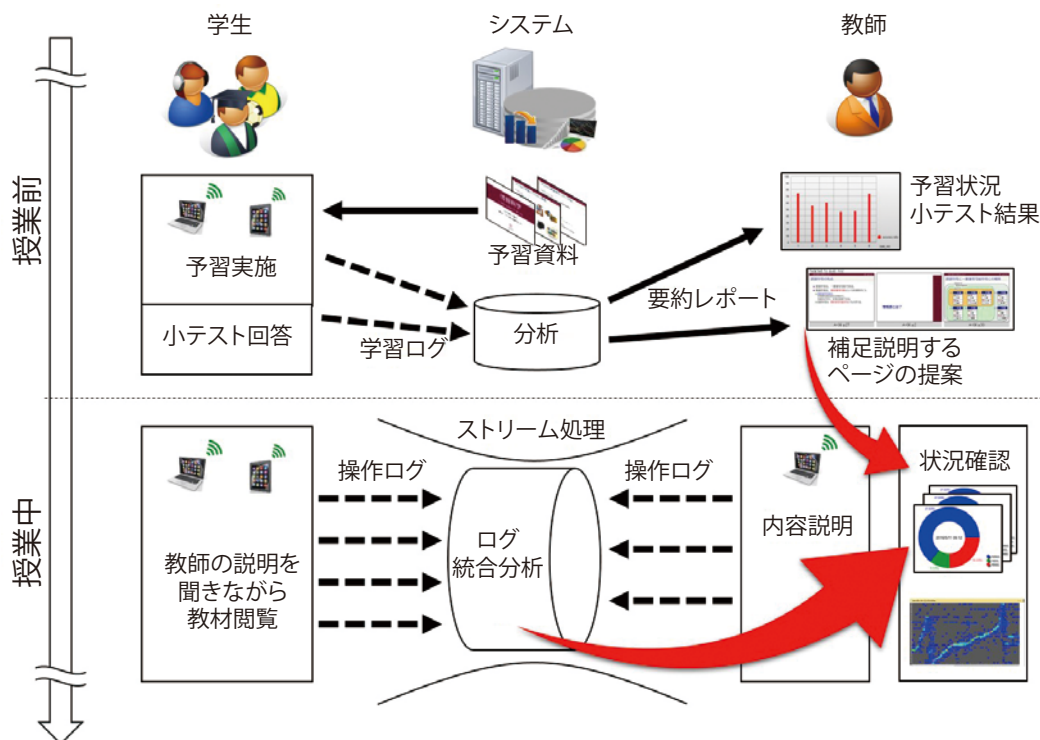 学生
システム
教師
授業前
予習実施
小テスト回答
予習資料
学習ログ
分析
要約レポート
予習状況
小テスト結果
補足説明する
ページの提案
授業中
教師の説明を
聞きながら
教材閲覧
操作ログ
ストリーム処理
ログ
統合分析
操作ログ
内容説明
状況確認